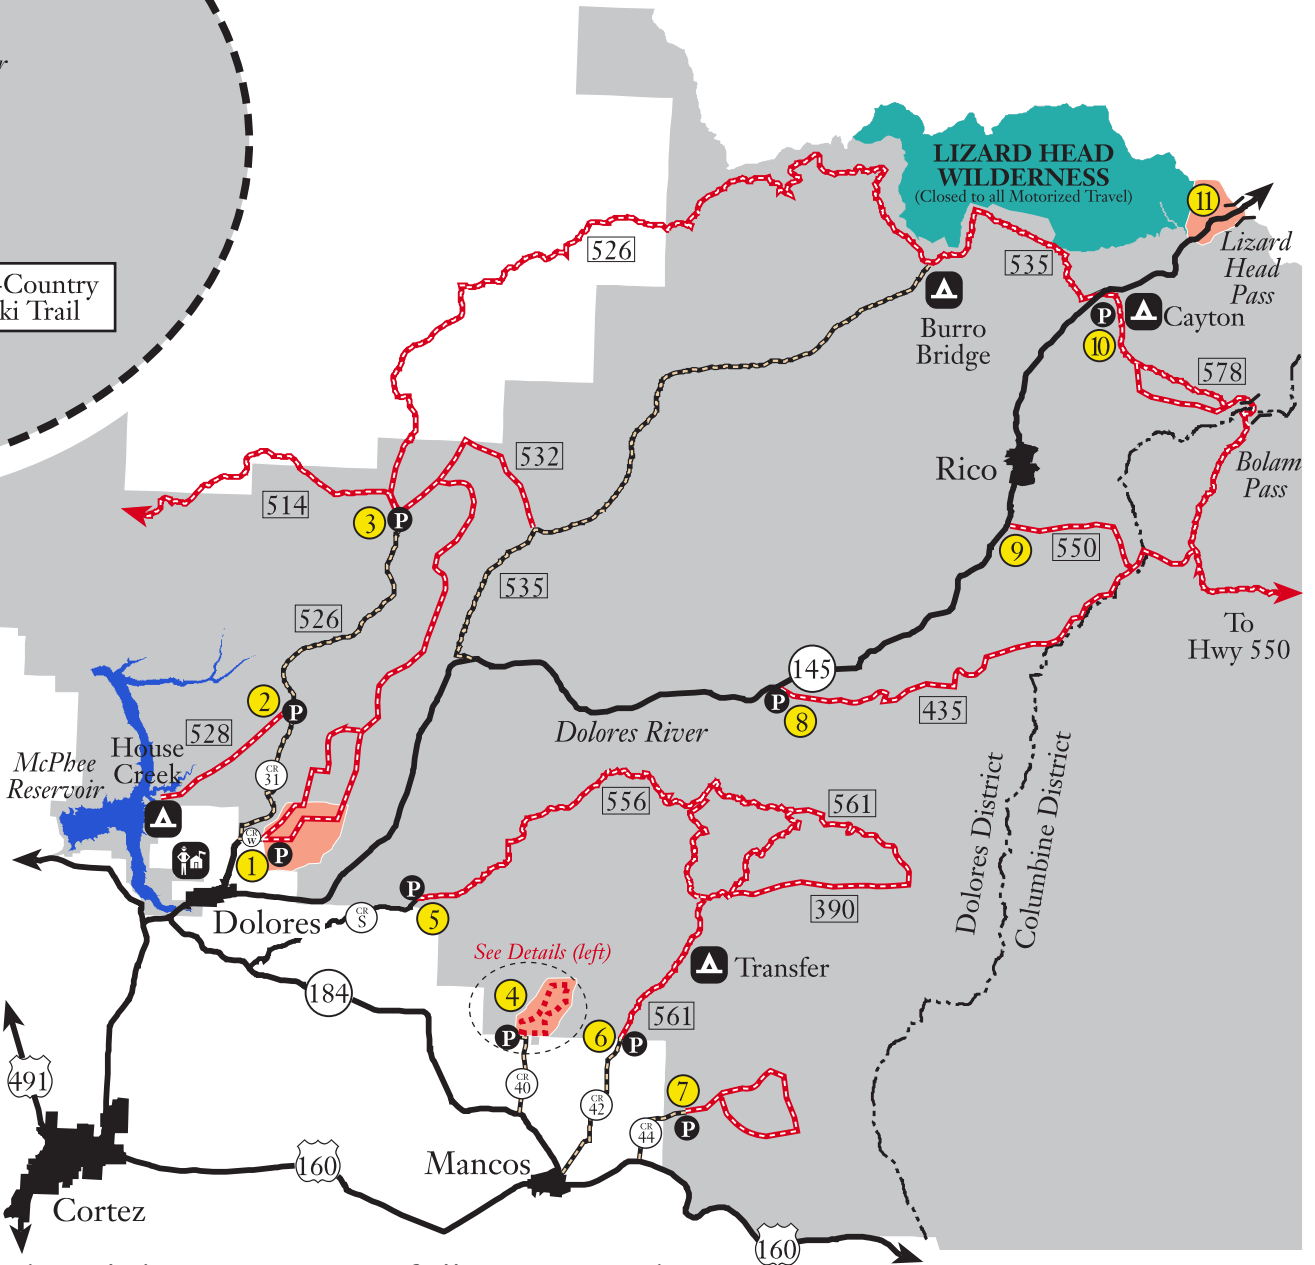 r
-Country
ki Trail
LIZARD HEAD
WILDERNESS
(Closed to all Motorized Travel)
11
Lizard
Head
Pass
526
535
Burro
Bridge
P
Cayton
10
578
Rico
Bolam
Pass
532
514
3
P
9
550
535
526
To
Hwy 550
145
2
P
528
P
8
435
Dolores River
House
Creek
McPhee
Reservoir
CR
31
Dolores District
Columbine District
556
561
CR
W
1
P
P
5
390
Dolores
CR
S
See Details (left)
Transfer
184
4
P
561
6
P
491
CR
40
CR
42
7
P
CR
44
Mancos
160
Cortez
160